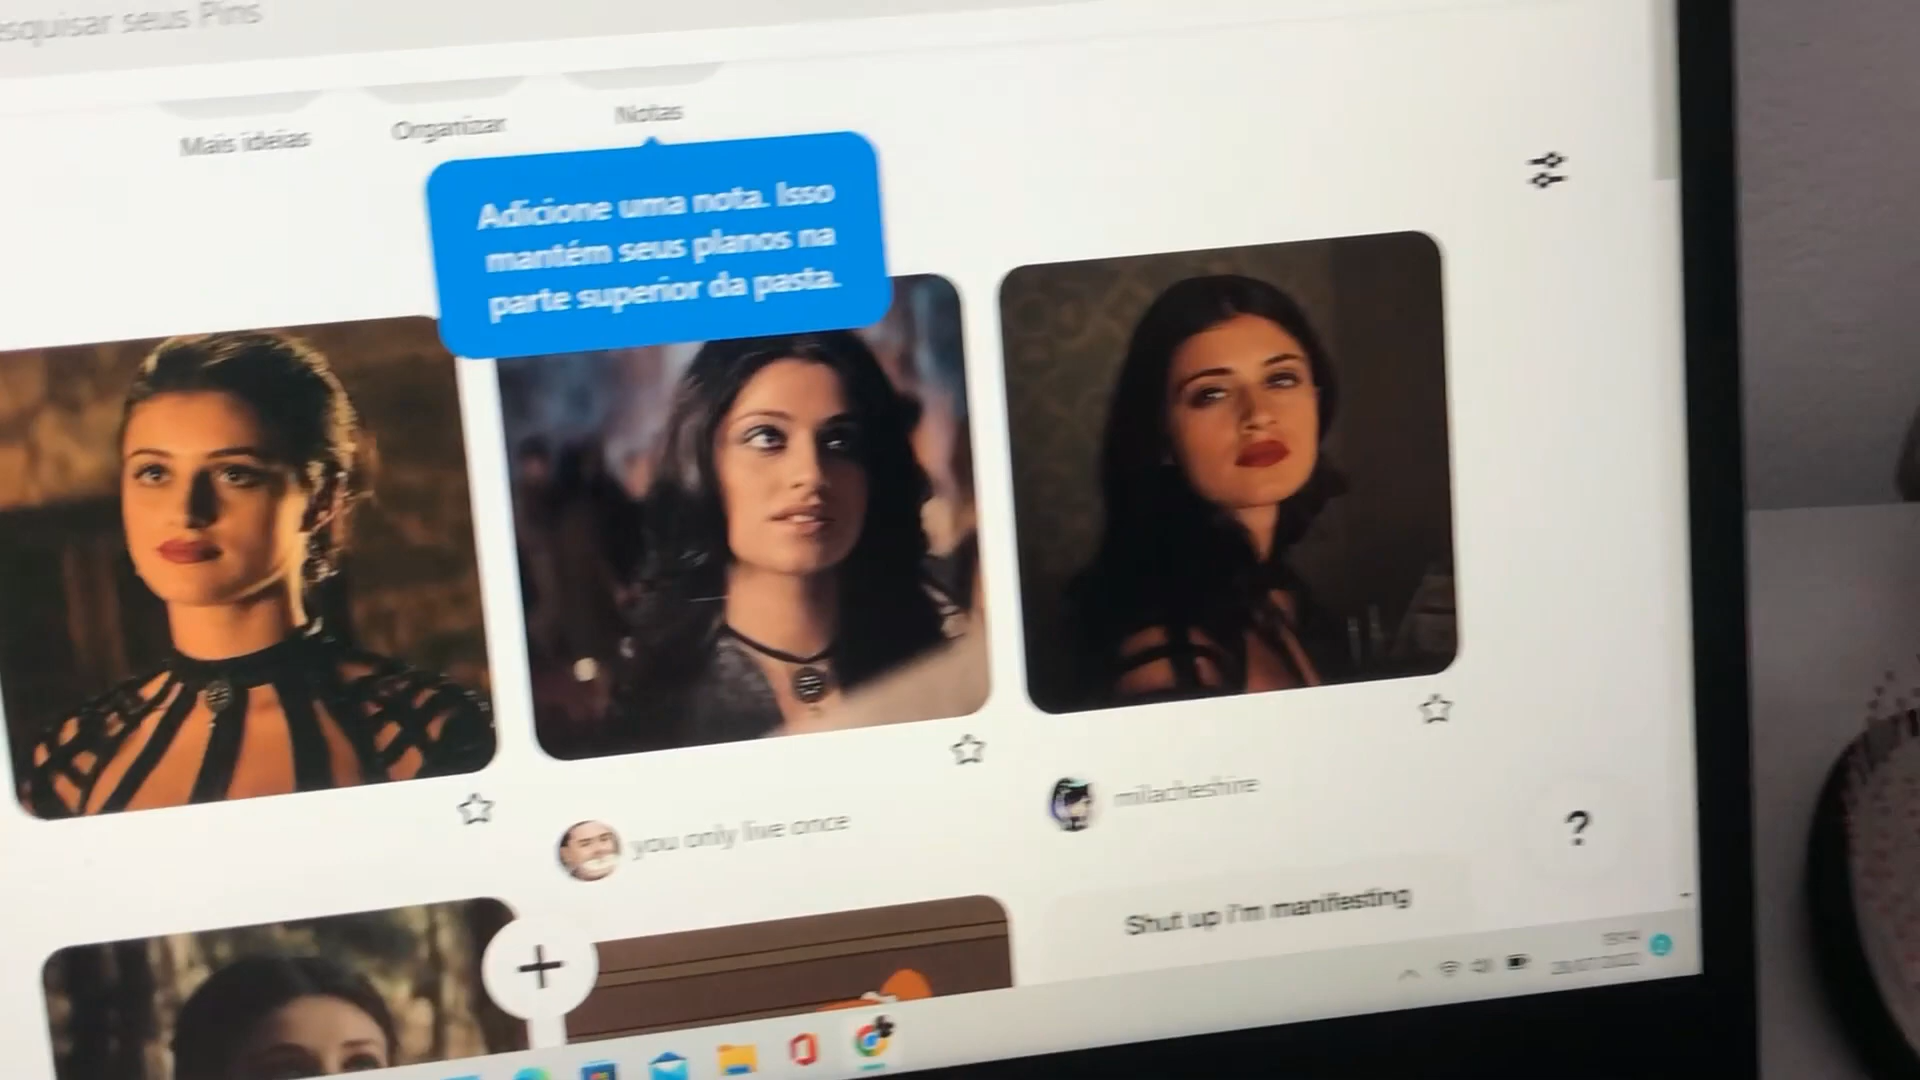 esquisar seus Pins
Mais ideias
Organizar
Notas
Adicione uma nota. Isso
mantém seus planos na
parte superior da pasta.
you only live once
milacheshire
?
Shut up i'm manifesting